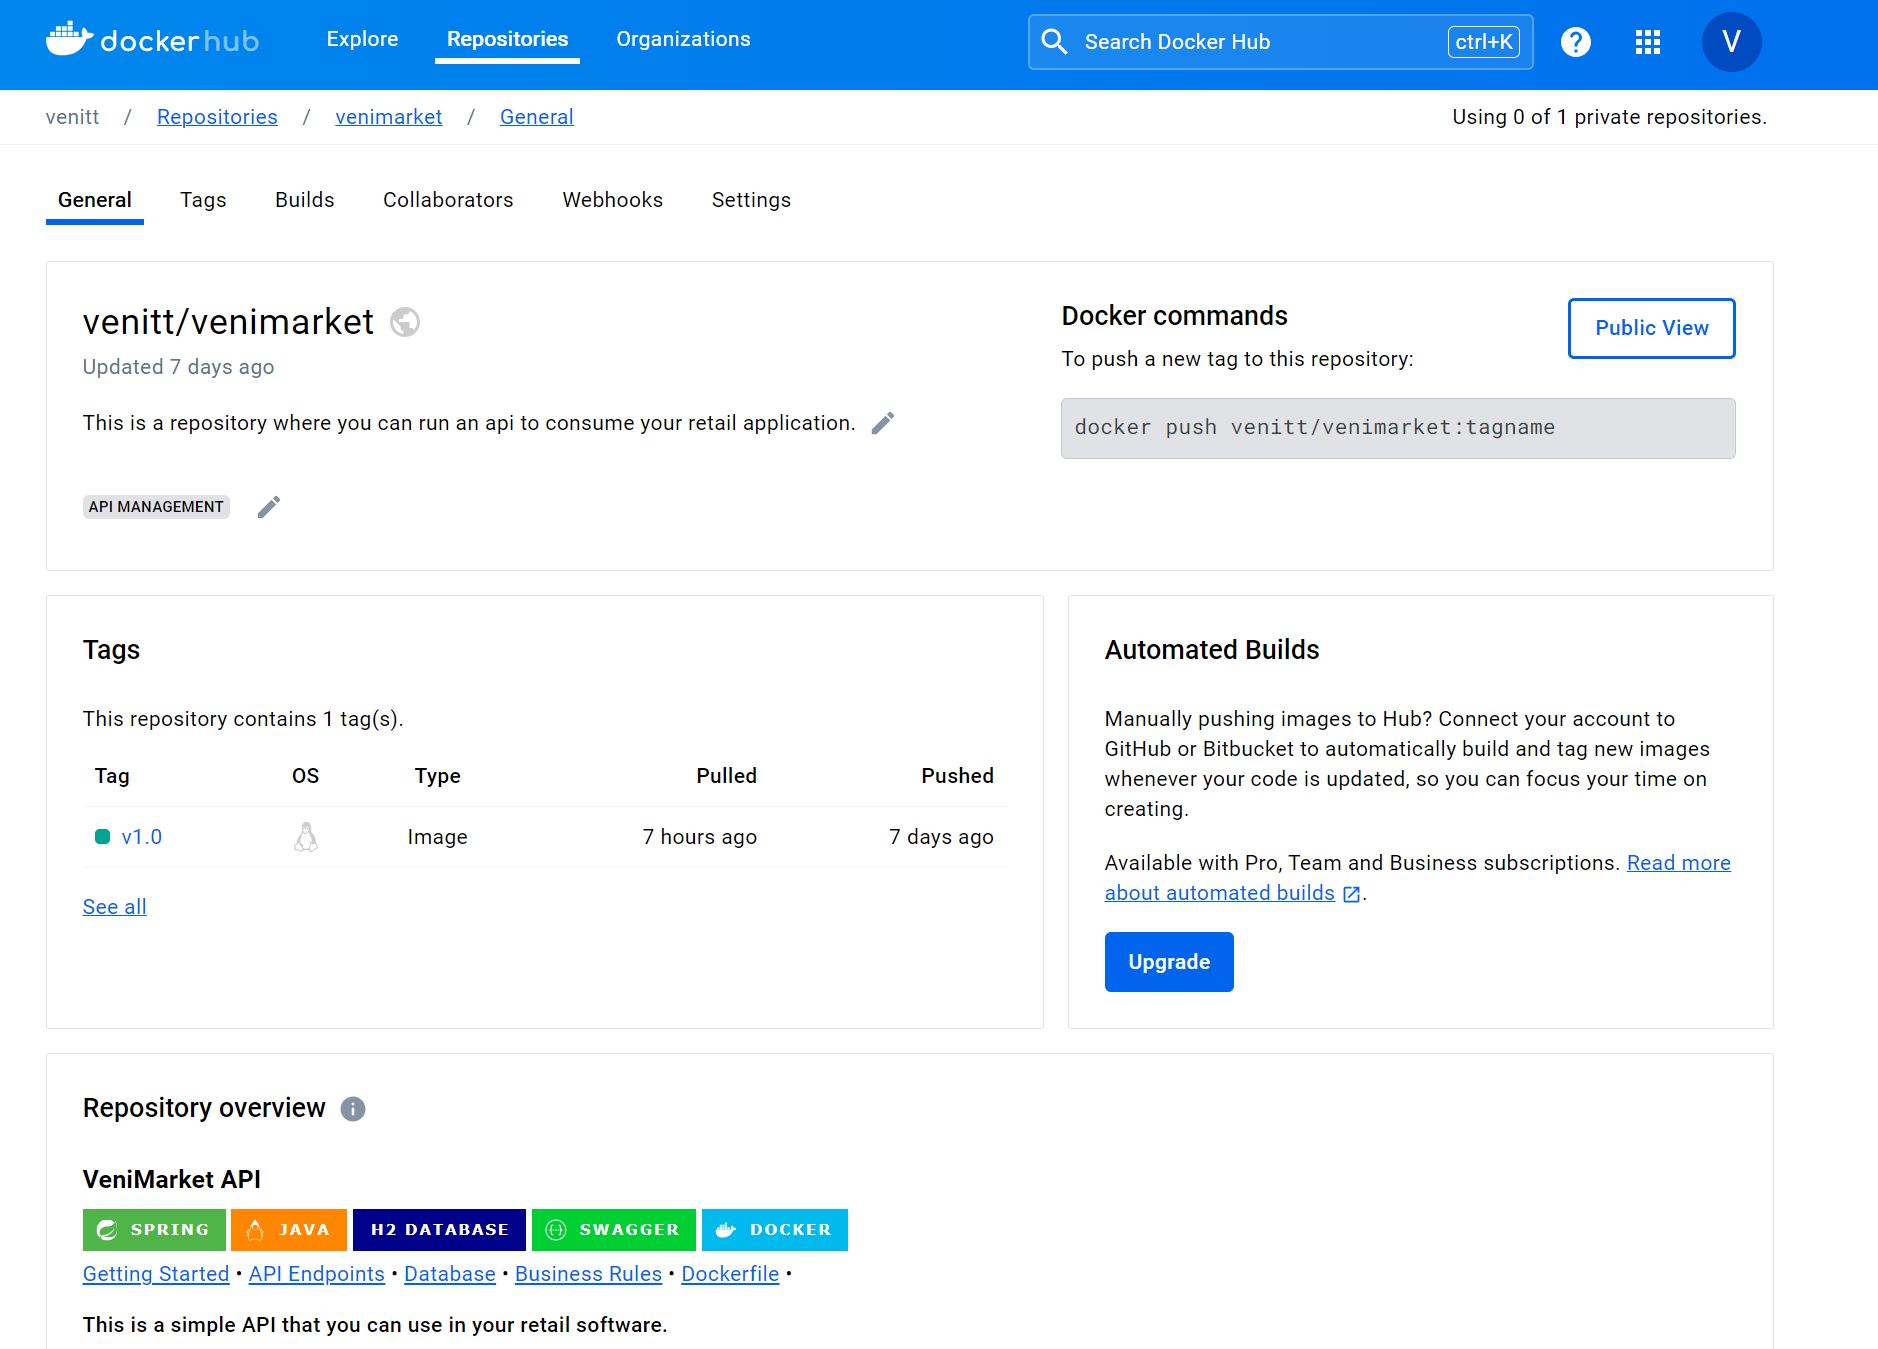 dockerhub
Explore
Repositories
Organizations
Search Docker Hub
ctrl+K
?
V
venitt / Repositories / venimarket / General
Using 0 of 1 private repositories.
General
Tags
Builds
Collaborators
Webhooks
Settings
venitt/venimarket
Updated 7 days ago
This is a repository where you can run an api to consume your retail application.
API MANAGEMENT
Docker commands
Public View
To push a new tag to this repository:
docker push venitt/venimarket:tagname
Tags
This repository contains 1 tag(s).
Tag OS Type Pulled Pushed
v1.0 Image 7 hours ago 7 days ago
See all
Automated Builds
Manually pushing images to Hub? Connect your account to
GitHub or Bitbucket to automatically build and tag new images
whenever your code is updated, so you can focus your time on
creating.
Available with Pro, Team and Business subscriptions. Read more
about automated builds.
Upgrade
Repository overview
VeniMarket API
SPRING JAVA H2 DATABASE SWAGGER DOCKER
Getting Started • API Endpoints • Database • Business Rules • Dockerfile •
This is a simple API that you can use in your retail software.